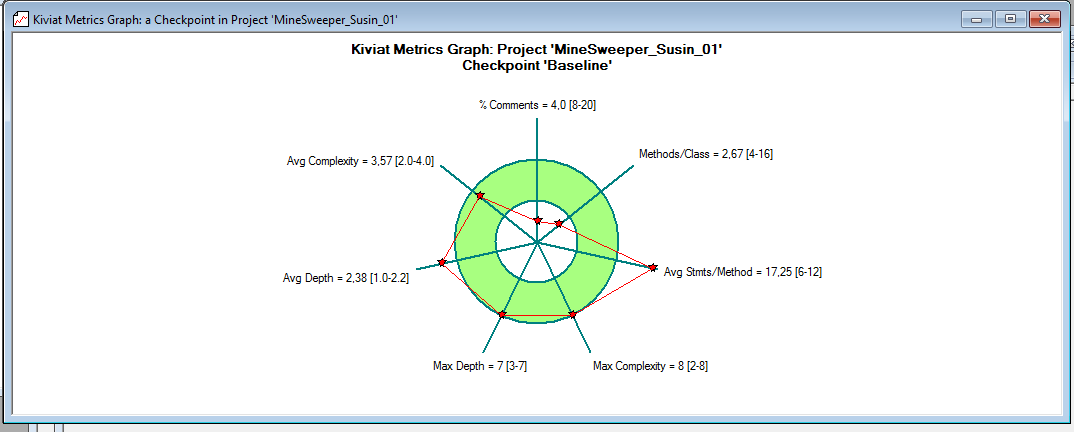 Kiviat Metrics Graph: a Checkpoint in Project 'MineSweeper_Susin_01'
Kiviat Metrics Graph: Project 'MineSweeper_Susin_01'
Checkpoint 'Baseline'
% Comments = 4,0 [8-20]
Avg Complexity = 3,57 [2.0-4.0]
Methods/Class = 2,67 [4-16]
Avg Depth = 2,38 [1.0-2.2]
Avg Stmts/Method = 17,25 [6-12]
Max Depth = 7 [3-7]
Max Complexity = 8 [2-8]